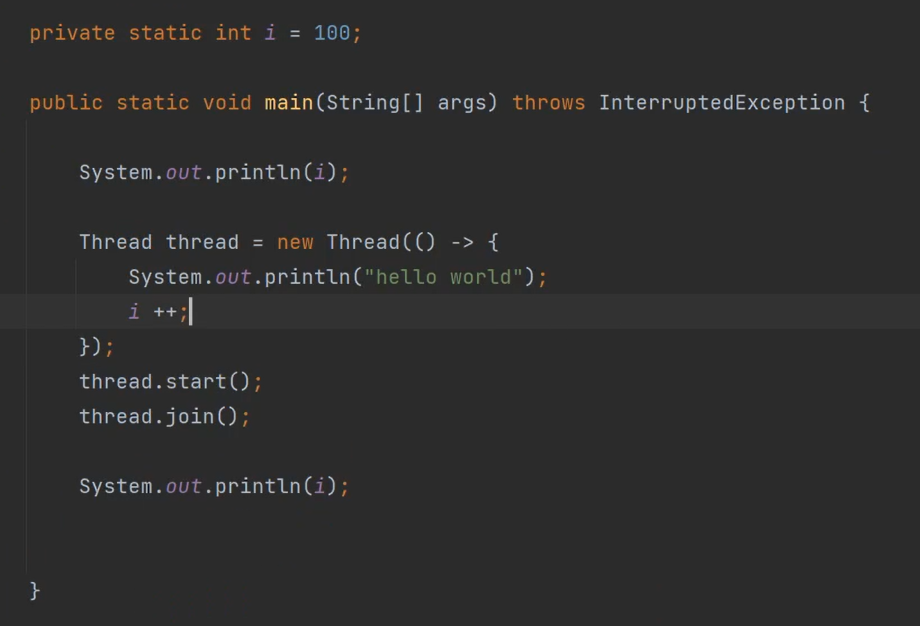 private static int i = 100;
public static void main(String[] args) throws InterruptedException {
System.out.println(i);
Thread thread = new Thread(() -> {
System.out.println("hello world");
i ++;
});
thread.start();
thread.join();
System.out.println(i);
}